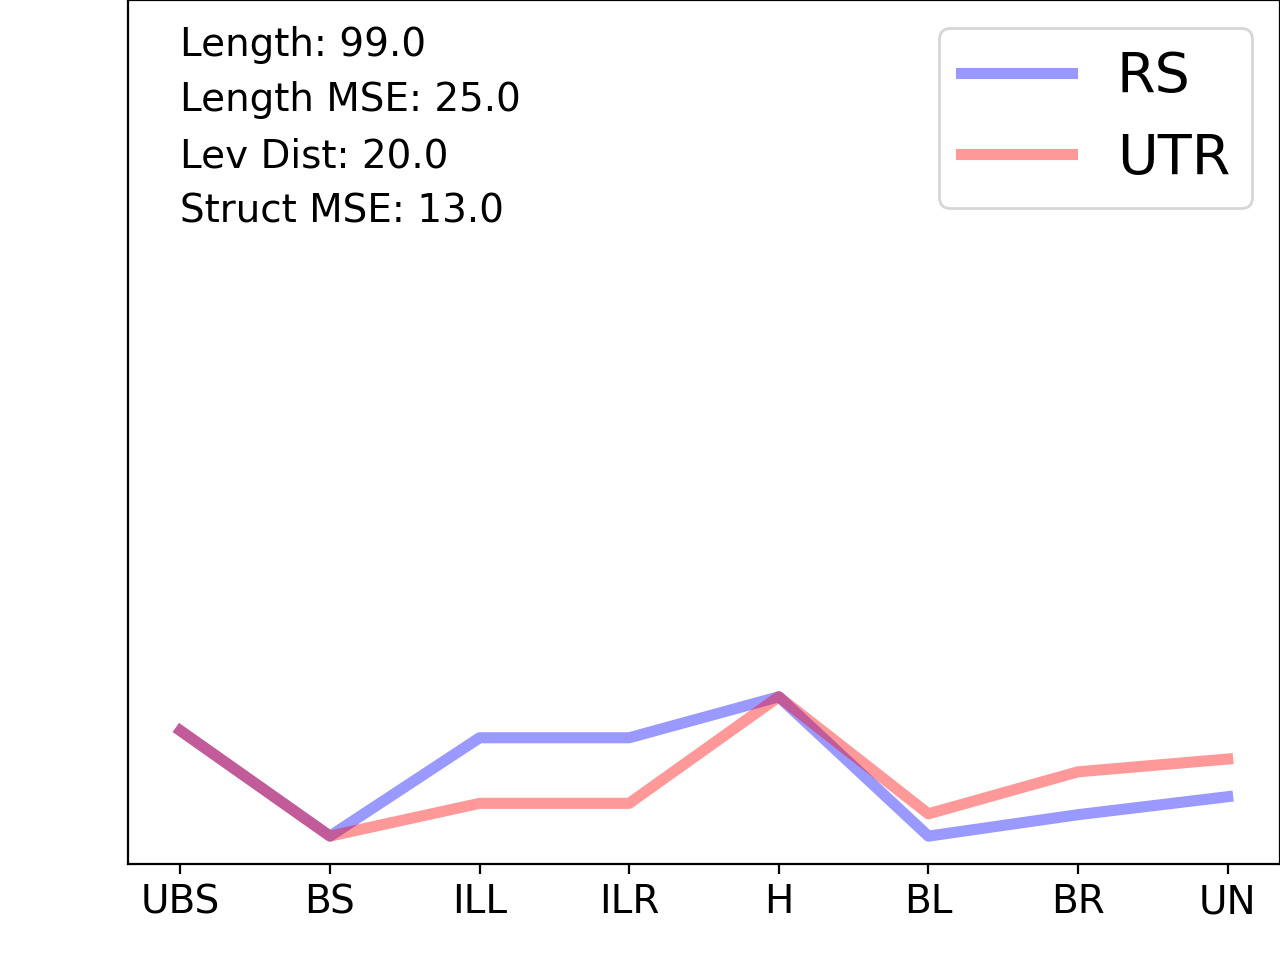 Length: 99.0
Length MSE: 25.0
Lev Dist: 20.0
Struct MSE: 13.0
RS
UTR
UBS BS ILL ILR H BL BR UN